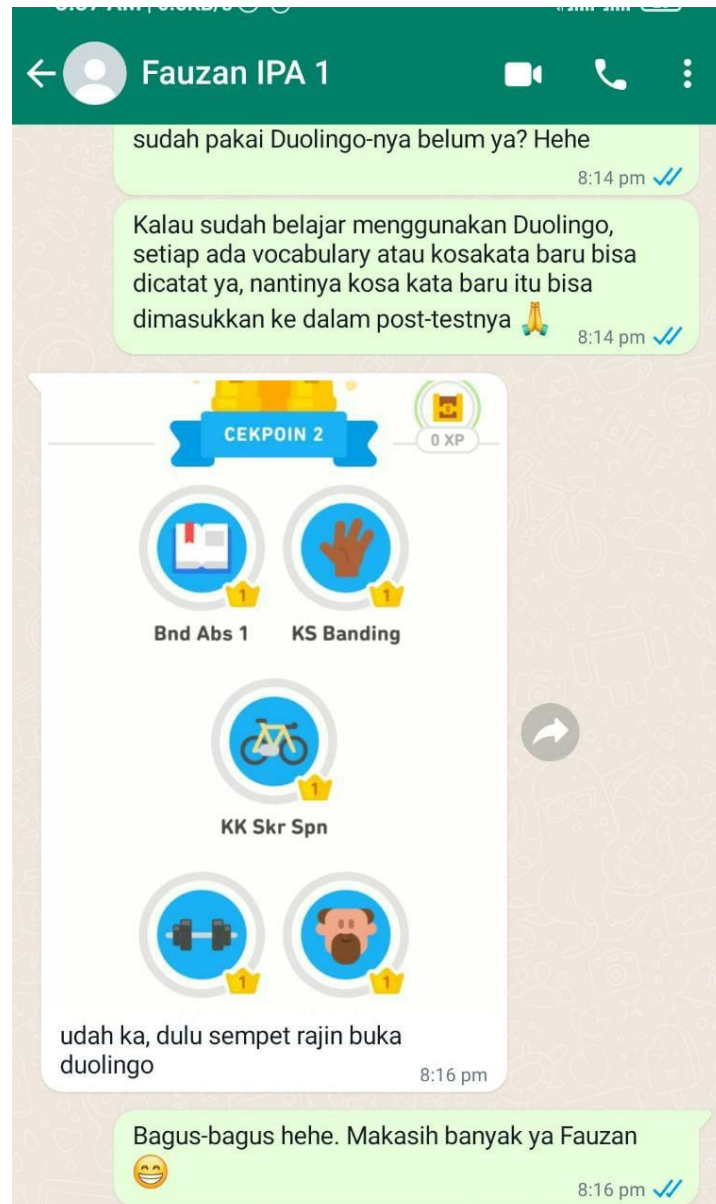 Fauzan IPA 1
sudah pakai Duolingo-nya belum ya? Hehe
8:14 pm
Kalau sudah belajar menggunakan Duolingo,
setiap ada vocabulary atau kosakata baru bisa
dicatat ya, nantinya kosa kata baru itu bisa
dimasukkan ke dalam post-testnya 🙏
8:14 pm
CEKPOIN 2
0 XP
1
1
Bnd Abs 1 KS Banding
1
KK Skr Spn
1
1
udah ka, dulu sempet rajin buka
duolingo
8:16 pm
Bagus-bagus hehe. Makasih banyak ya Fauzan
😁
8:16 pm